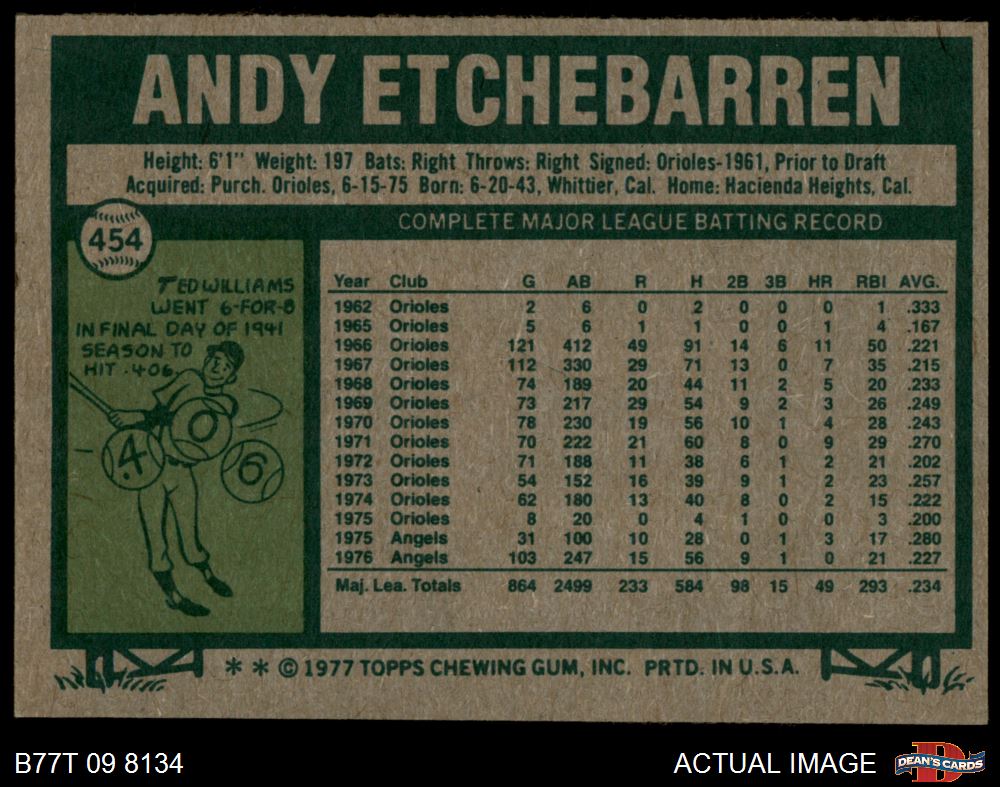 ANDY ETCHEBARREN
Height: 6'1" Weight: 197 Bats: Right Throws: Right Signed: Orioles-1961, Prior to Draft
Acquired: Purch. Orioles, 6-15-75 Born: 6-20-43, Whittier, Cal. Home: Hacienda Heights, Cal.
454
TED WILLIAMS
WENT 6-FOR-8
IN FINAL DAY OF 1941
SEASON TO
HIT .406.
4 0 6
COMPLETE MAJOR LEAGUE BATTING RECORD
Year Club G AB R H 2B 3B HR RBI AVG.
1962 Orioles 2 6 0 2 0 0 0 1 .333
1965 Orioles 5 6 1 1 0 0 1 4 .167
1966 Orioles 121 412 49 91 14 6 11 50 .221
1967 Orioles 112 330 29 71 13 0 7 35 .215
1968 Orioles 74 189 20 44 11 2 5 20 .233
1969 Orioles 73 217 29 54 9 2 3 26 .249
1970 Orioles 78 230 19 56 10 1 4 28 .243
1971 Orioles 70 222 21 60 8 0 9 29 .270
1972 Orioles 71 188 11 38 6 1 2 21 .202
1973 Orioles 54 152 16 39 9 1 2 23 .257
1974 Orioles 62 180 13 40 8 0 2 15 .222
1975 Orioles 8 20 0 4 1 0 0 3 .200
1975 Angels 31 100 10 28 0 1 3 17 .280
1976 Angels 103 247 15 56 9 1 0 21 .227
Maj. Lea. Totals 864 2499 233 584 98 15 49 293 .234
* * © 1977 TOPPS CHEWING GUM, INC. PRTD. IN U.S.A.
B77T 09 8134
ACTUAL IMAGE
DEAN'S CARDS